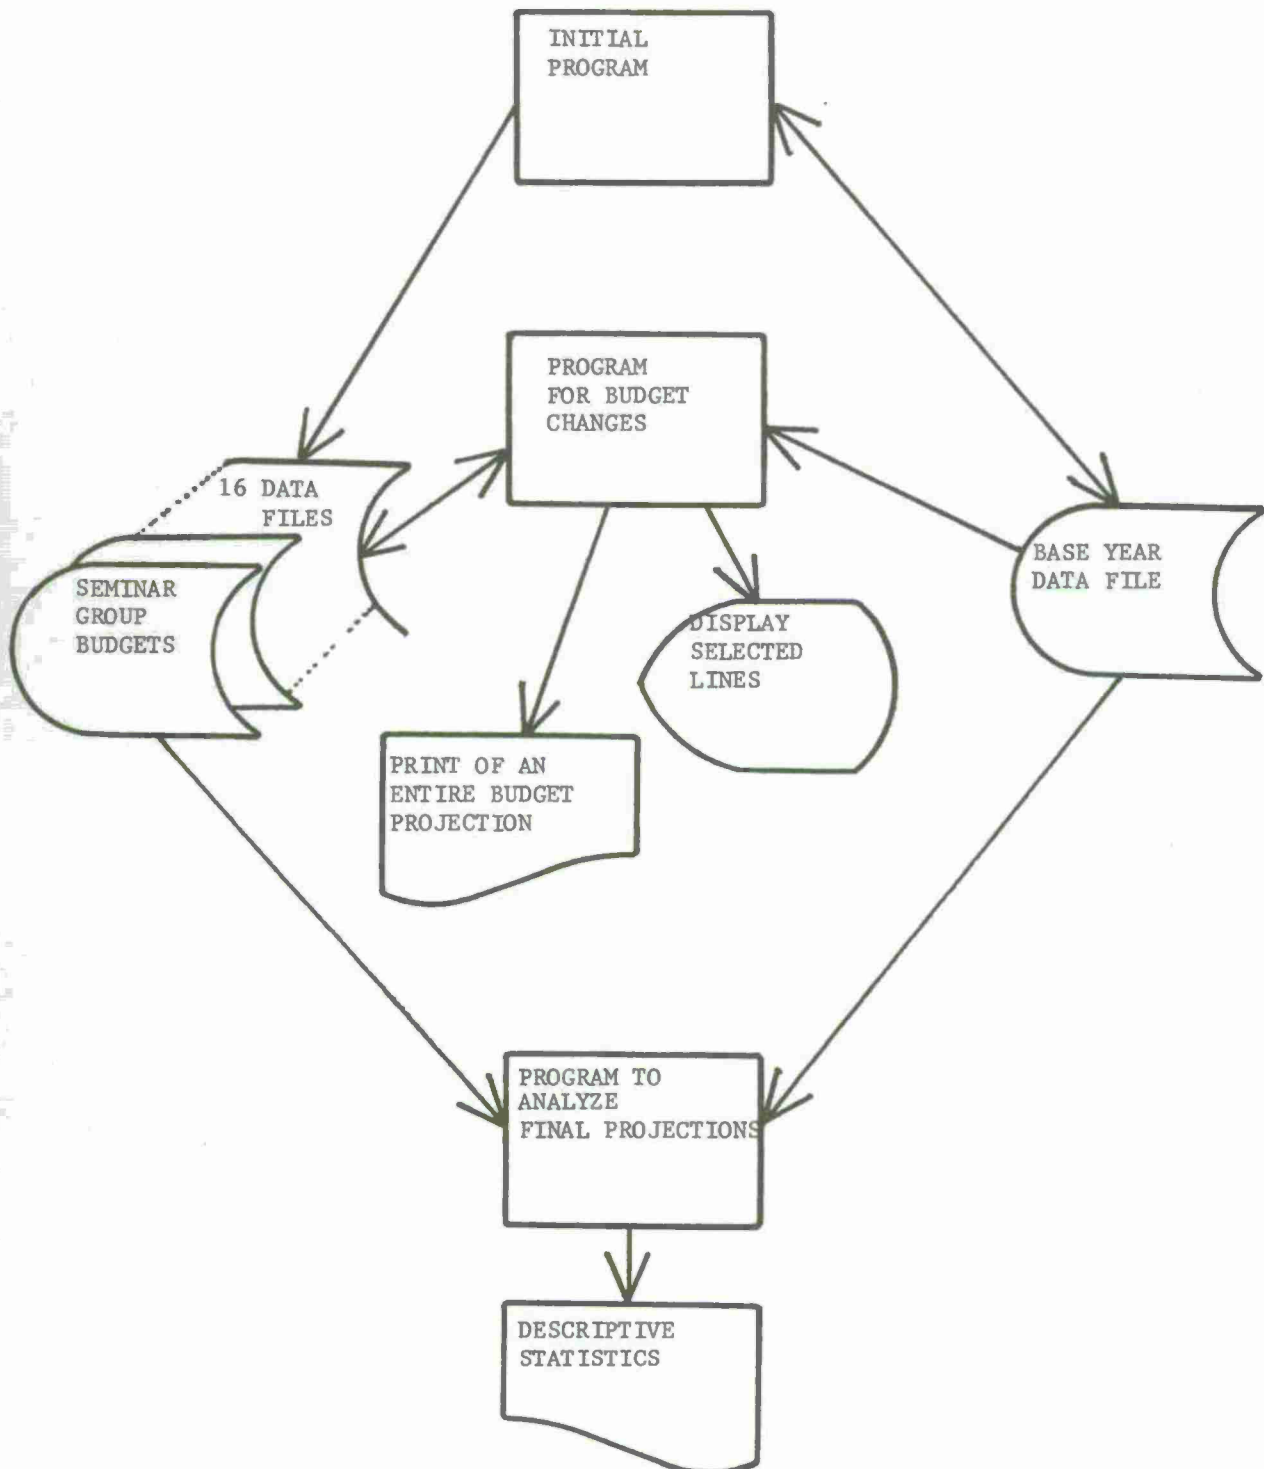 INITIAL
PROGRAM
PROGRAM
FOR BUDGET
CHANGES
16 DATA
FILES
SEMINAR
GROUP
BUDGETS
BASE YEAR
DATA FILE
DISPLAY
SELECTED
LINES
PRINT OF AN
ENTIRE BUDGET
PROJECTION
PROGRAM TO
ANALYZE
FINAL PROJECTIONS
DESCRIPTIVE
STATISTICS